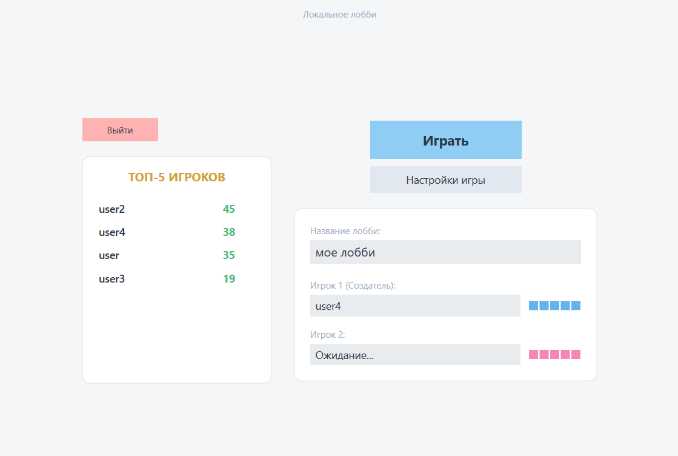 Локальное лобби
Выйти
ТОП-5 ИГРОКОВ
user2 45
user4 38
user 35
user3 19
Играть
Настройки игры
Название лобби:
мое лобби
Игрок 1 (Создатель):
user4
Игрок 2:
Ожидание...